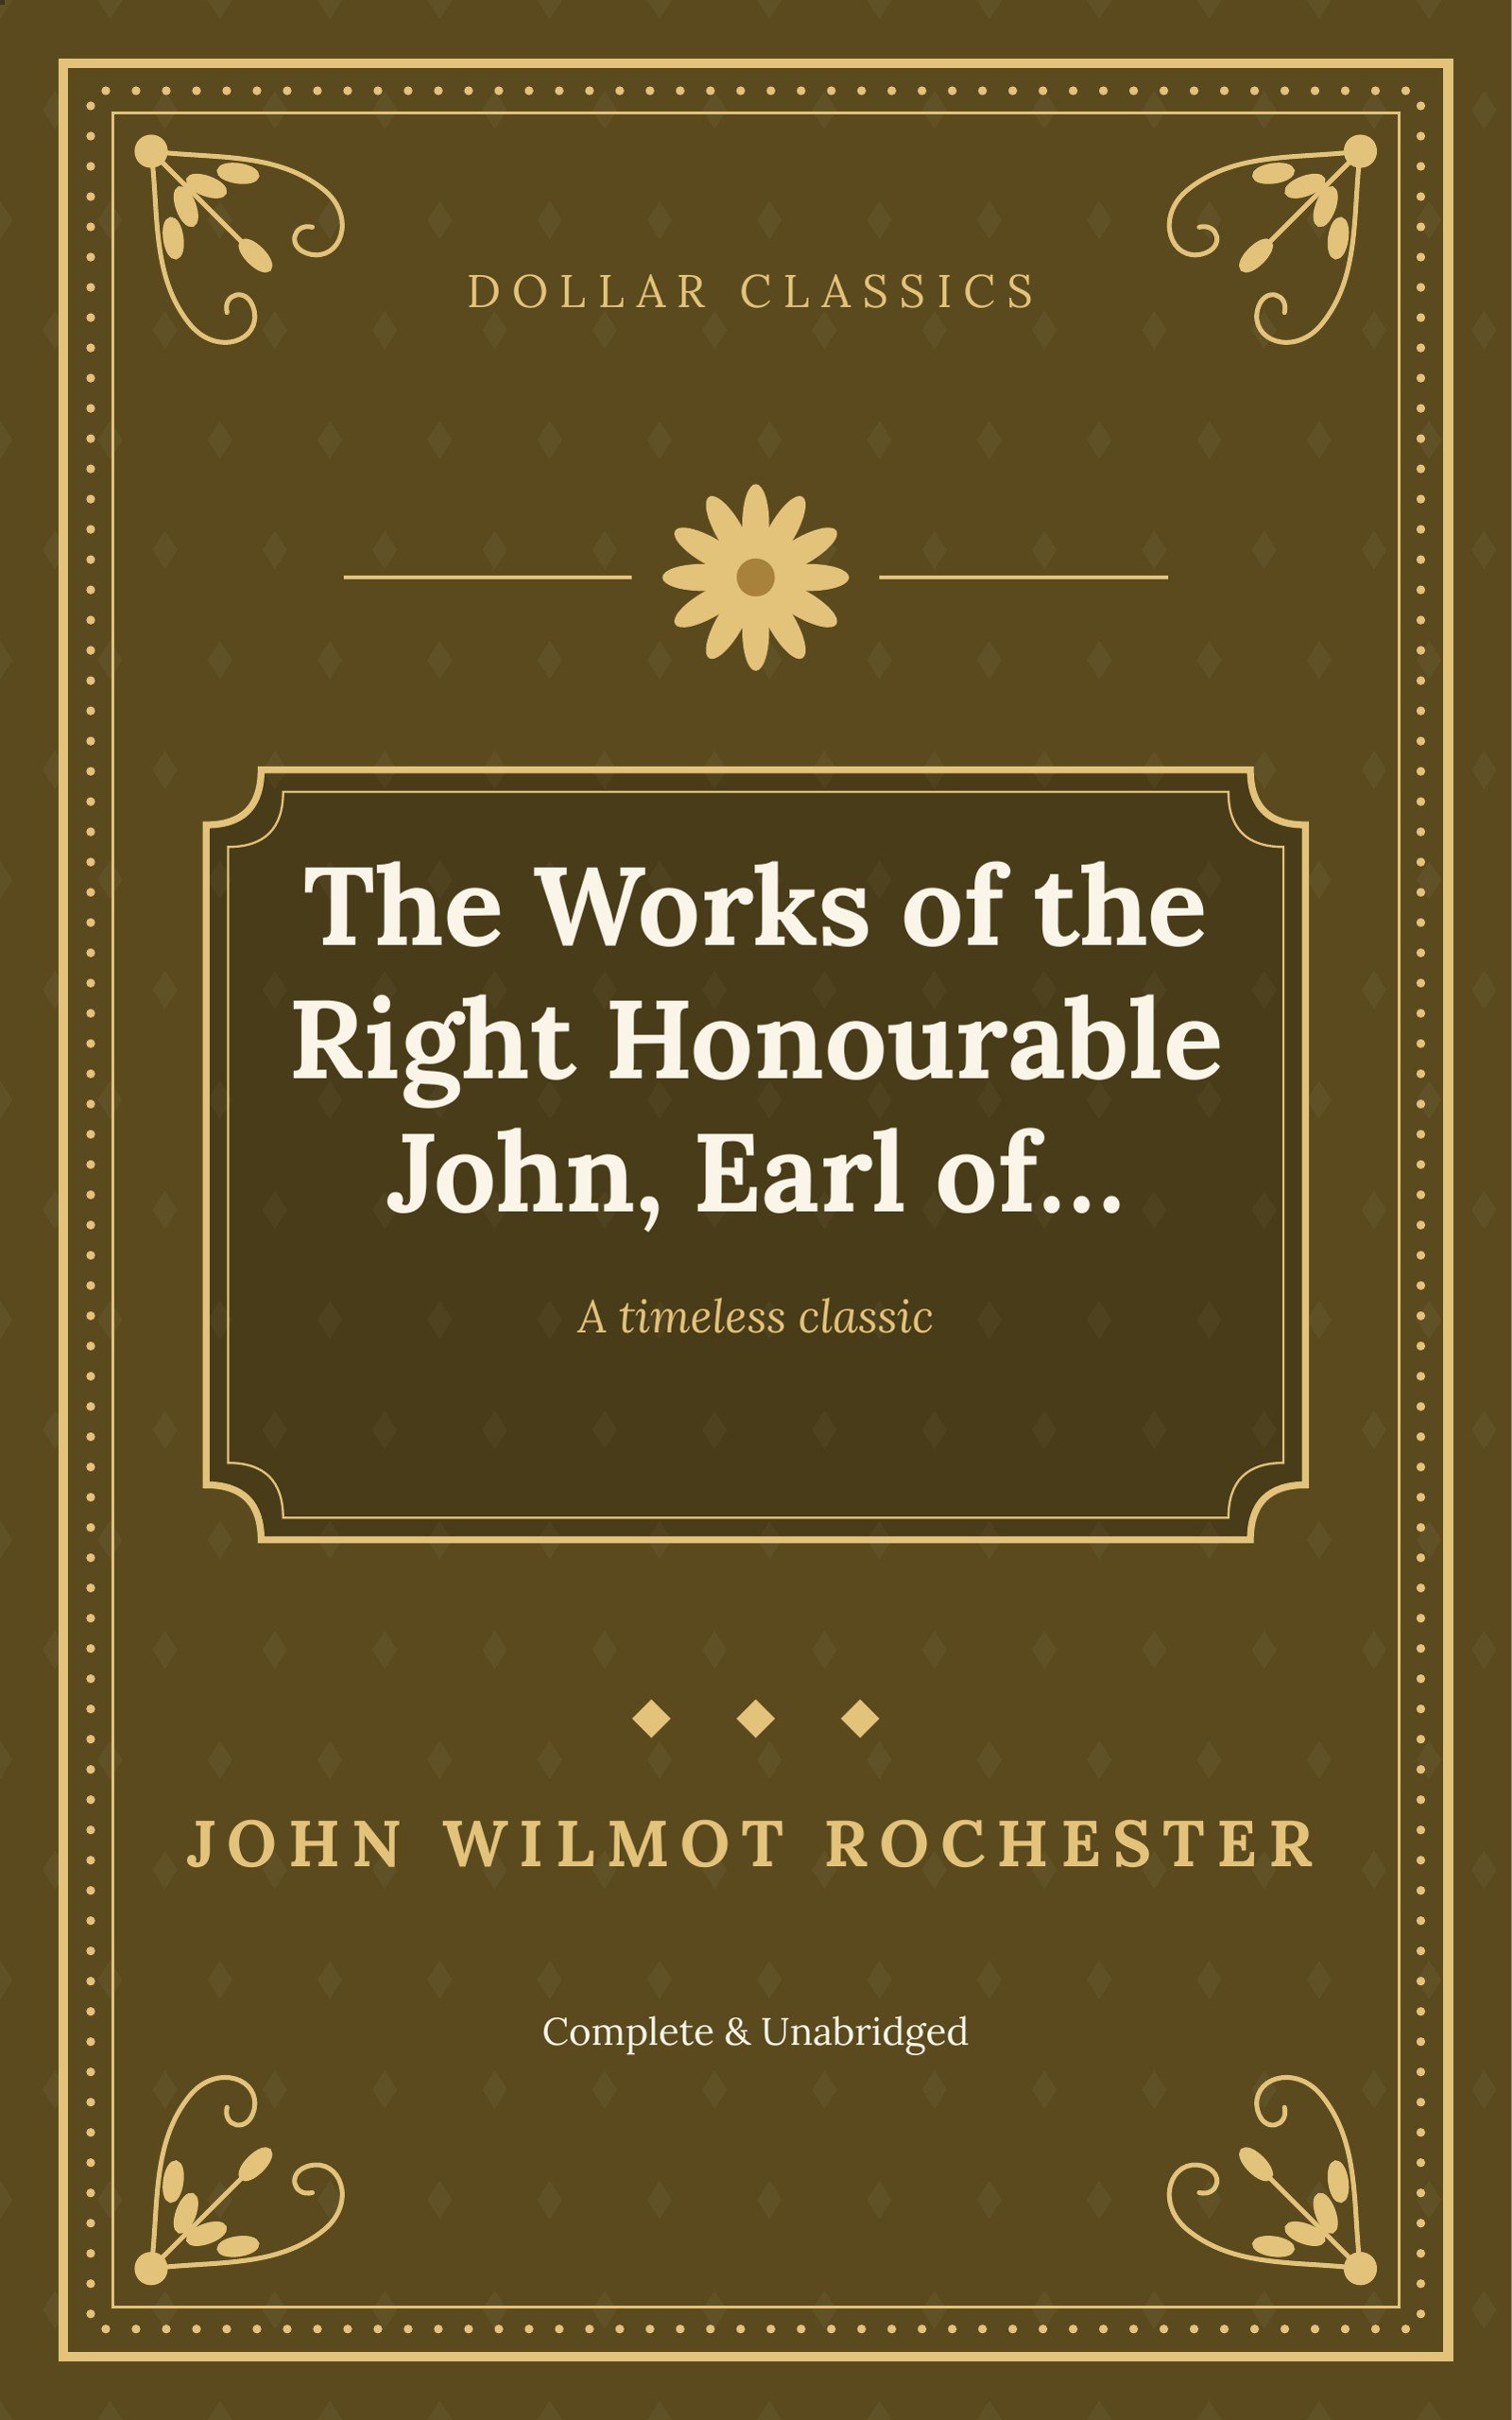 DOLLAR CLASSICS
The Works of the
Right Honourable
John, Earl of...
A timeless classic
JOHN WILMOT ROCHESTER
Complete & Unabridged